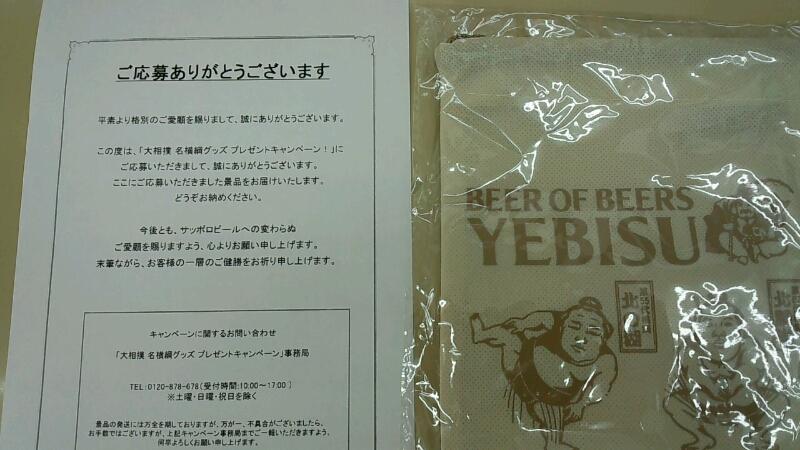 ご応募ありがとうございます
平素より格別のご愛顧を賜りまして、誠にありがとうございます。
この度は、「大相撲 名横綱グッズ プレゼントキャンペーン！」に
ご応募いただきまして、誠にありがとうございます。
ここにご応募いただきました景品をお届けいたします。
どうぞお納めください。
今後とも、サッポロビールへの変わらぬ
ご愛顧を賜りますよう、心よりお願い申し上げます。
末筆ながら、お客様の一層のご健勝をお祈り申し上げます。
キャンペーンに関するお問い合わせ
「大相撲 名横綱グッズ プレゼントキャンペーン」事務局
TEL:0120-878-678(受付時間:10:00～17:00)
※土曜・日曜・祝日を除く
景品の発送には万全を期しておりますが、万が一、不具合がございましたら、
お手数ではございますが、上記キャンペーン事務局までご一報いただきますよう、
何卒よろしくお願い申し上げます。
BEER OF BEERS
YEBISU
第55代横綱
北の湖